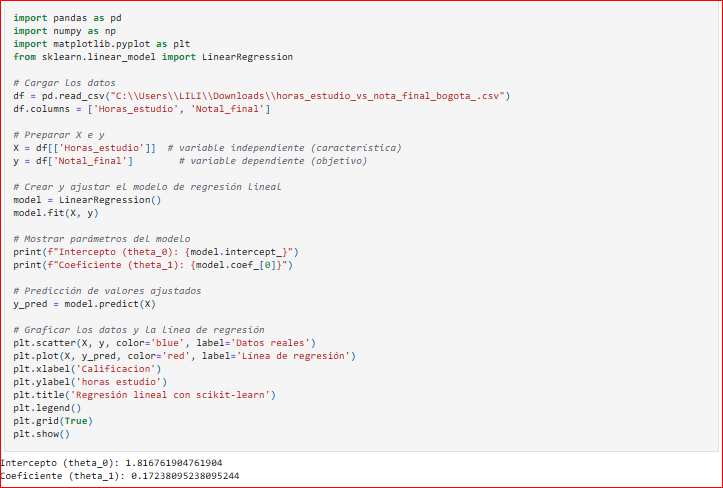 import pandas as pd
import numpy as np
import matplotlib.pyplot as plt
from sklearn.linear_model import LinearRegression
# Cargar los datos
df = pd.read_csv("C:\\Users\\LILI\\Downloads\\horas_estudio_vs_nota_final_bogota_.csv")
df.columns = ['Horas_estudio', 'Notal_final']
# Preparar X e y
X = df[['Horas_estudio']]  # variable independiente (característica)
y = df['Notal_final']        # variable dependiente (objetivo)
# Crear y ajustar el modelo de regresión lineal
model = LinearRegression()
model.fit(X, y)
# Mostrar parámetros del modelo
print(f"Intercepto (theta_0): {model.intercept_}")
print(f"Coeficiente (theta_1): {model.coef_[0]}")
# Predicción de valores ajustados
y_pred = model.predict(X)
# Graficar los datos y la línea de regresión
plt.scatter(X, y, color='blue', label='Datos reales')
plt.plot(X, y_pred, color='red', label='Línea de regresión')
plt.xlabel('Calificacion')
plt.ylabel('horas estudio')
plt.title('Regresión lineal con scikit-learn')
plt.legend()
plt.grid(True)
plt.show()
Intercepto (theta_0): 1.816761904761904
Coeficiente (theta_1): 0.17238095238095244